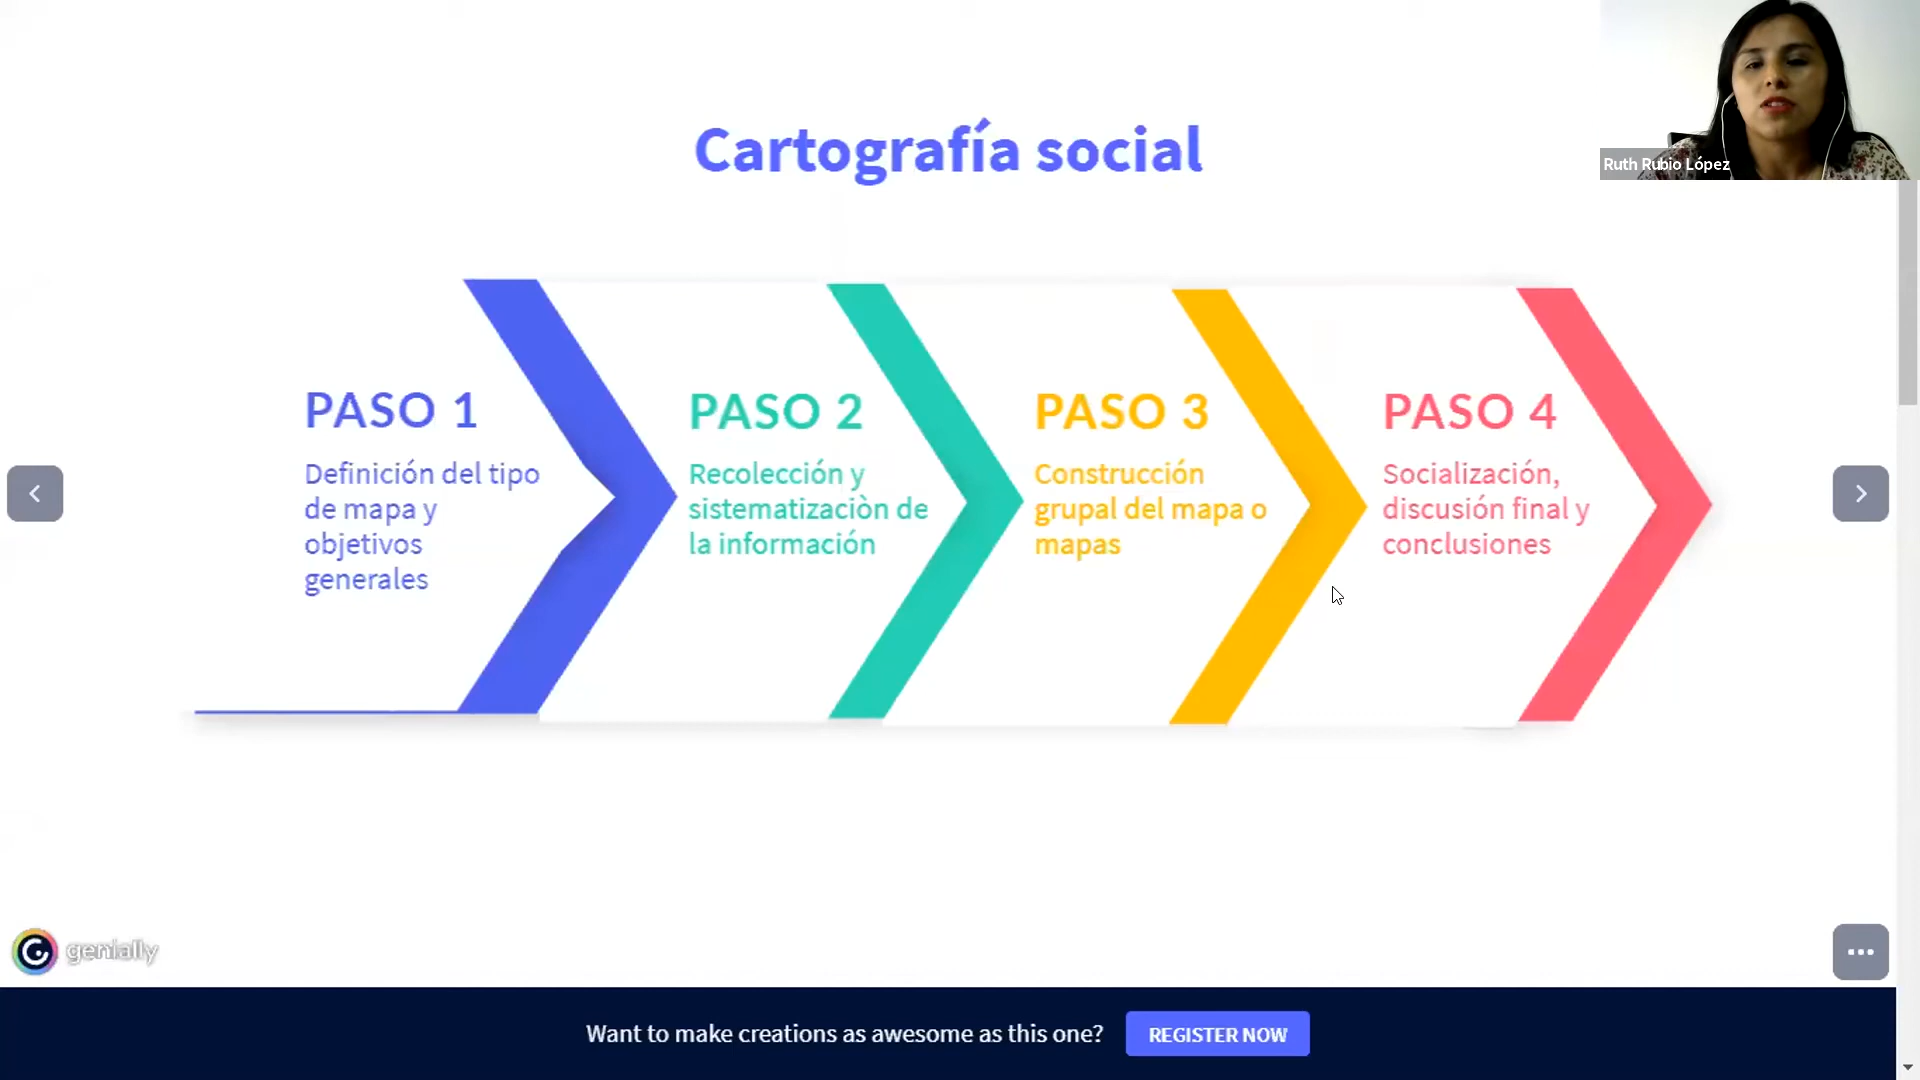 Cartografía social
Ruth Rubio López
PASO 1
Definición del tipo
de mapa y
objetivos
generales
PASO 2
Recolección y
sistematizaciòn de
la información
PASO 3
Construcción
grupal del mapa o
mapas
PASO 4
Socialización,
discusión final y
conclusiones
genially
Want to make creations as awesome as this one?
REGISTER NOW